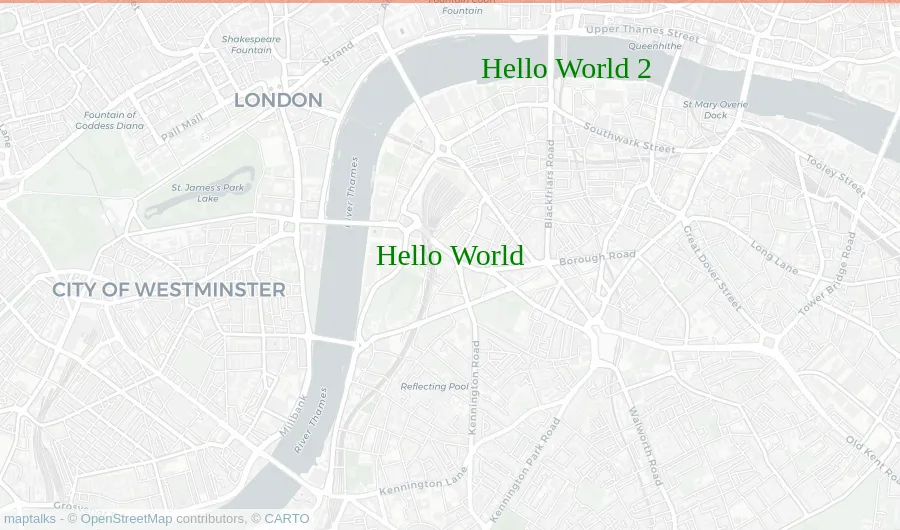 Fountain Court
Fountain
Upper Thames Street
Queenhithe
Shakespeare
Fountain
Strand
Hello World 2
LONDON
St Mary Overie
Dock
Fountain of
Goddess Diana
Pall Mall
Lane
Southwark Street
Tooley Street
St. James's Park
Lake
River Thames
Blackfriars Road
Hello World
Borough Road
Great Dover Street
Long Lane
Tower Bridge Road
CITY OF WESTMINSTER
Reflecting Pool
Kennington Road
Millbank
River Thames
Walworth Road
Kennington Park Road
Old Kent Road
Kennington Lane
maptalks - © OpenStreetMap contributors, © CARTO